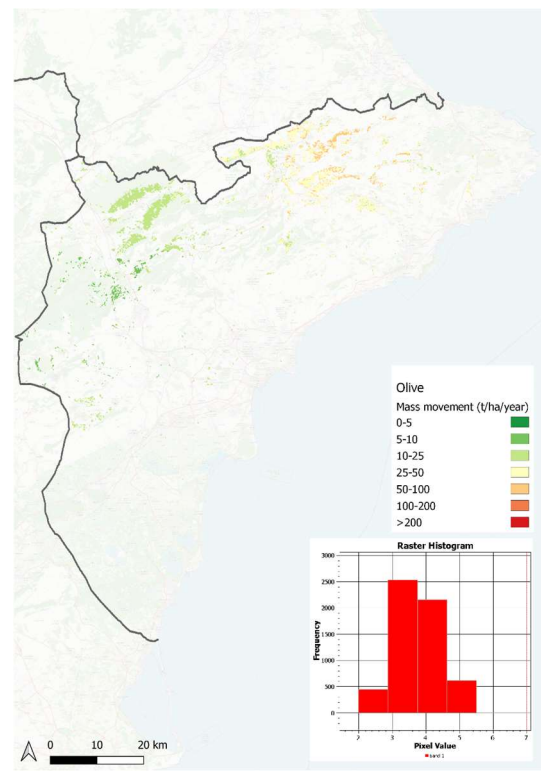 Olive
Mass movement (t/ha/year)
0-5
5-10
10-25
25-50
50-100
100-200
>200
Raster Histogram
Frequency
3000
2500
2000
1500
1000
500
0
2 3 4 5 6 7
Pixel Value
band 1
0 10 20 km